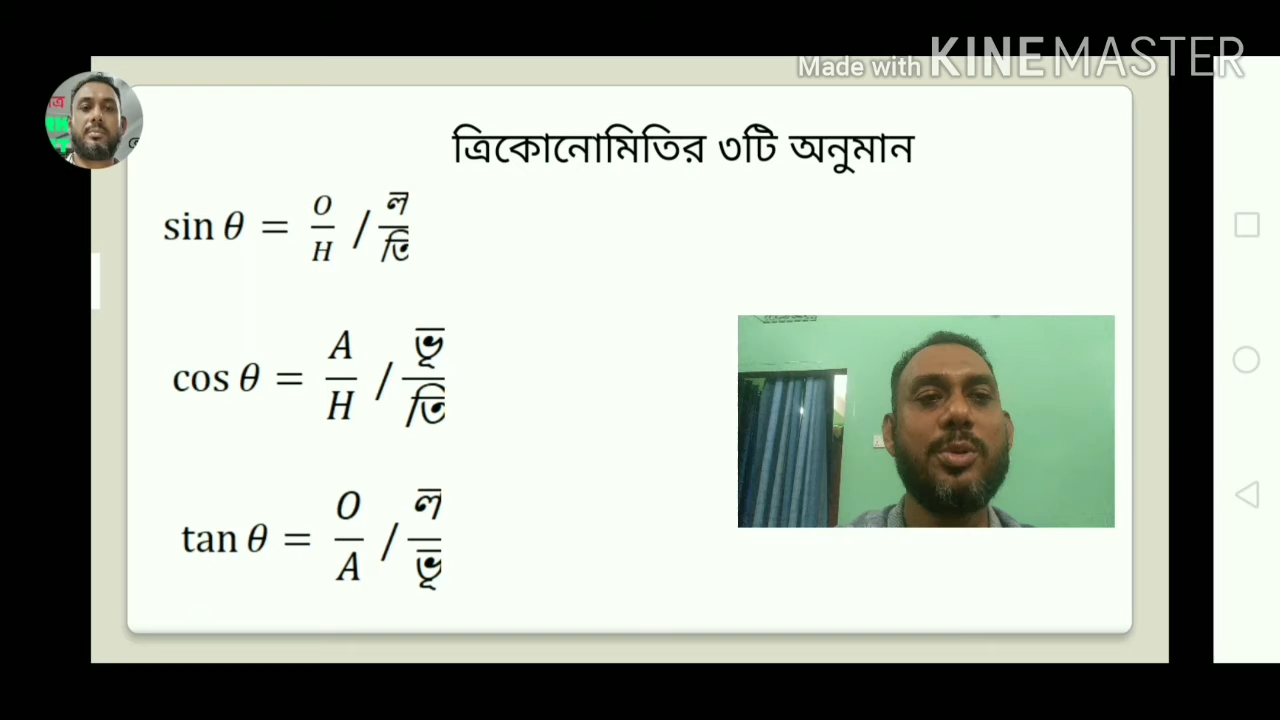 Made with KINEMASTER
ত্রিকোনোমিতির ৩টি অনুমান
sin θ = O/H / ল/তি
cos θ = A/H / ভূ/তি
tan θ = O/A / ল/ভূ